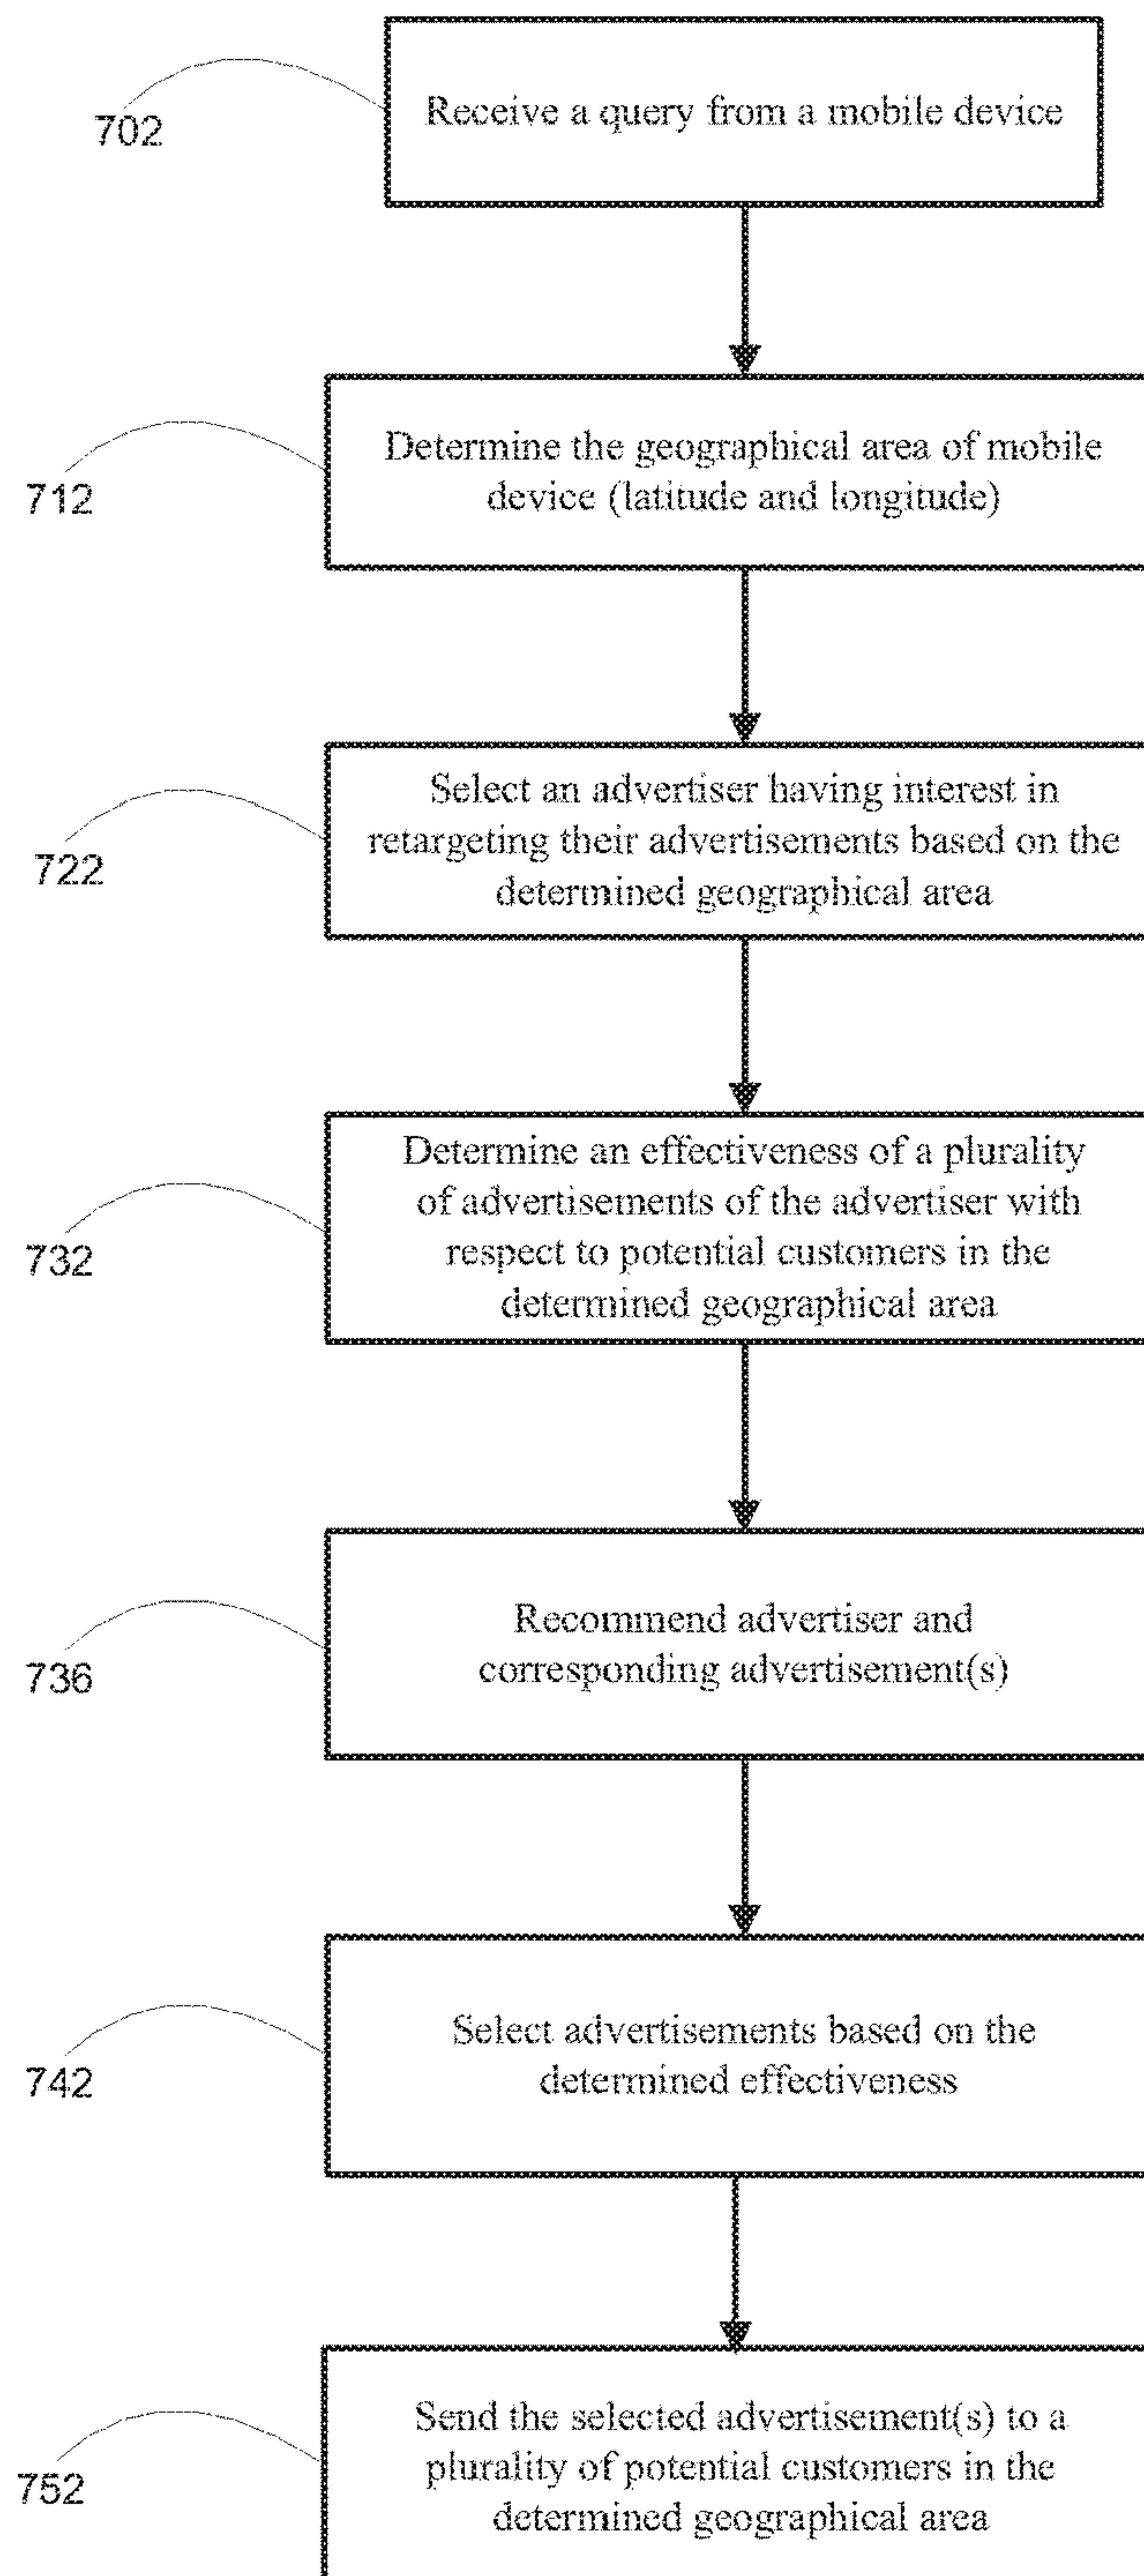 Receive a query from a mobile device
702
Determine the geographical area of mobile
device (latitude and longitude)
712
Select an advertiser having interest in
retargeting their advertisements based on the
determined geographical area
722
Determine an effectiveness of a plurality
of advertisements of the advertiser with
respect to potential customers in the
determined geographical area
732
Recommend advertiser and
corresponding advertisement(s)
736
Select advertisements based on the
determined effectiveness
742
Send the selected advertisement(s) to a
plurality of potential customers in the
determined geographical area
752